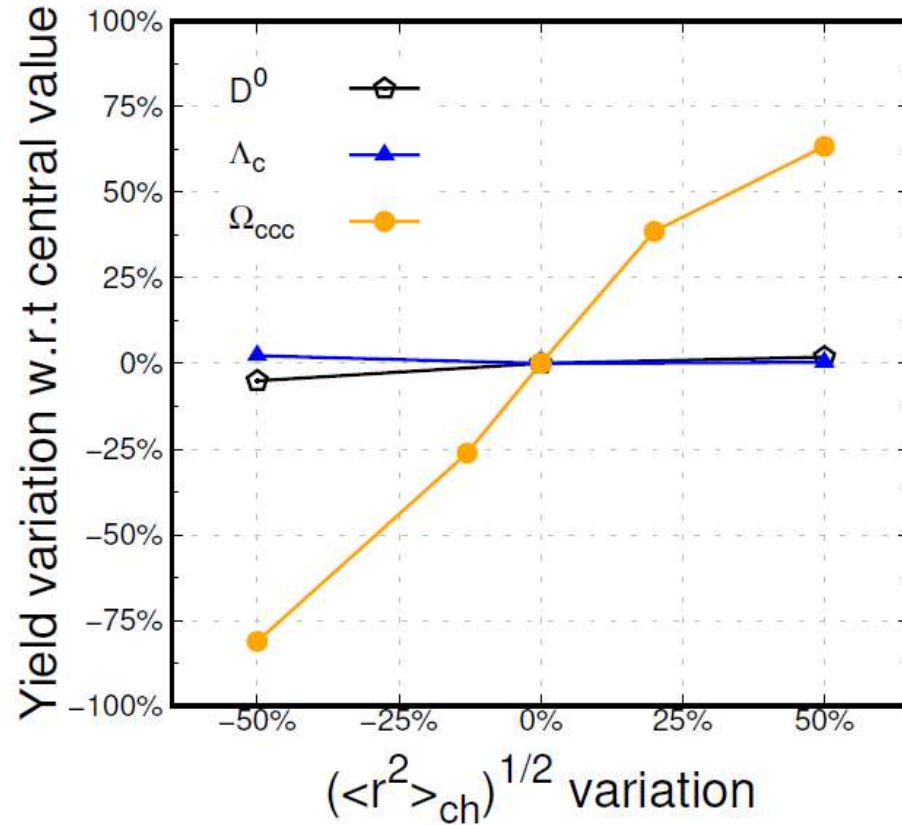 Yield variation w.r.t central value
100%
75%
50%
25%
0%
−25%
−50%
−75%
−100%
D⁰
Λc
Ωccc
−50% −25% 0% 25% 50%
(<r²>ch)^1/2 variation